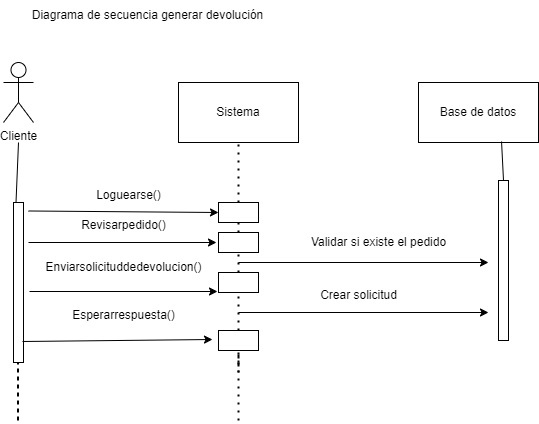 Diagrama de secuencia generar devolución
Cliente
Sistema
Base de datos
Loguearse()
Revisarpedido()
Validar si existe el pedido
Enviarsolicituddedevolucion()
Crear solicitud
Esperarrespuesta()